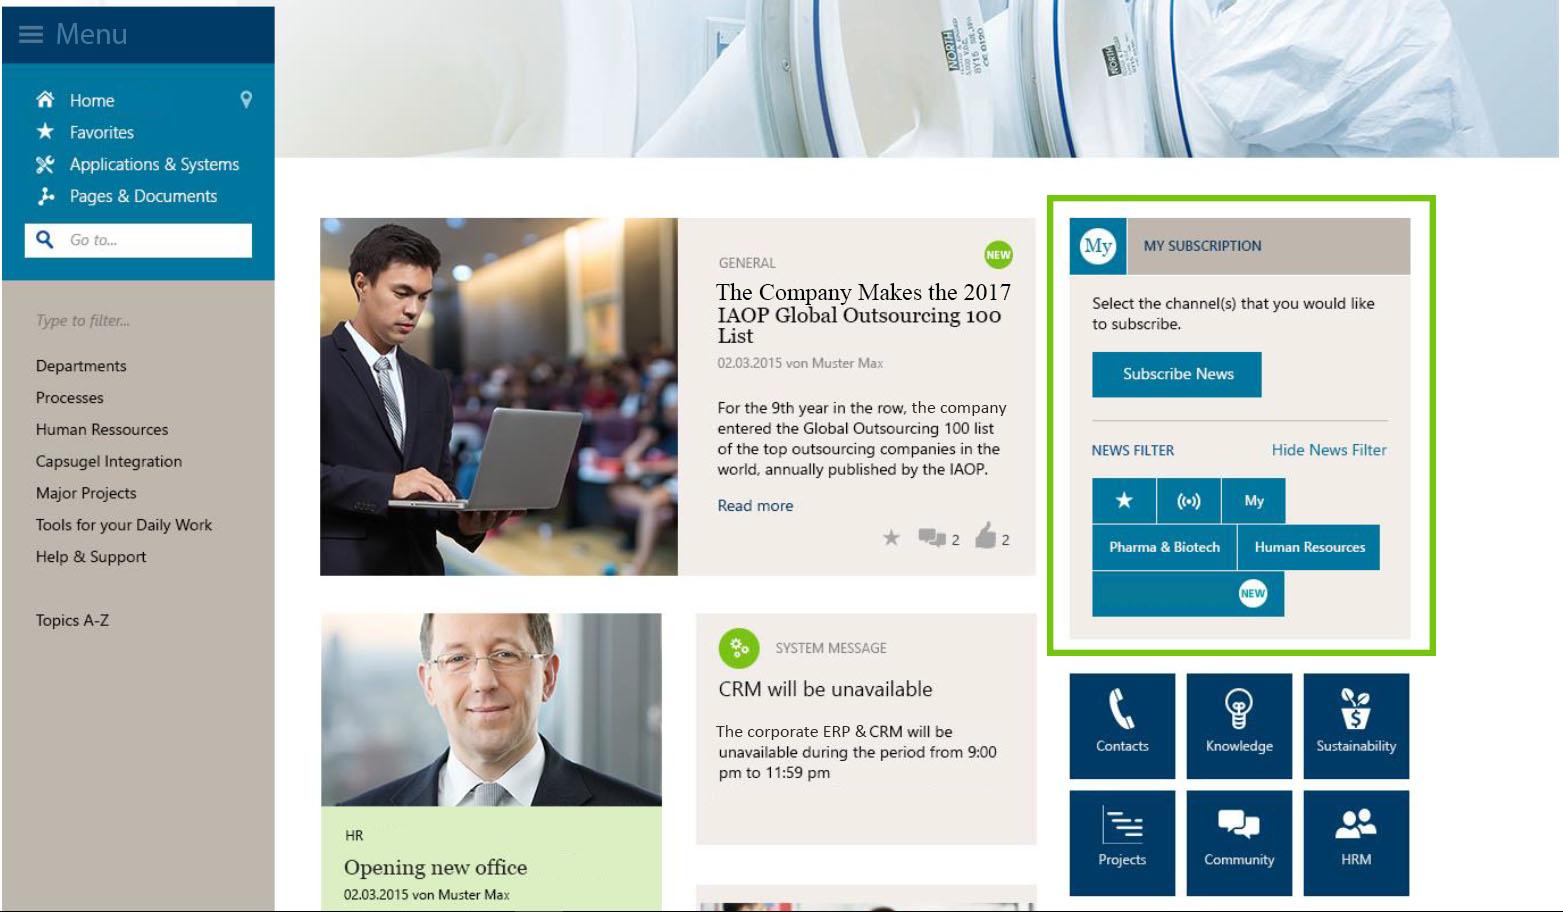 Menu
Home
Favorites
Applications & Systems
Pages & Documents
Go to...
Type to filter...
Departments
Processes
Human Ressources
Capsugel Integration
Major Projects
Tools for your Daily Work
Help & Support
Topics A-Z
NORTH
NORTH
GENERAL
NEW
The Company Makes the 2017
IAOP Global Outsourcing 100
List
02.03.2015 von Muster Max
For the 9th year in the row, the company
entered the Global Outsourcing 100 list
of the top outsourcing companies in the
world, annually published by the IAOP.
Read more
2
2
HR
Opening new office
02.03.2015 von Muster Max
SYSTEM MESSAGE
CRM will be unavailable
The corporate ERP & CRM will be
unavailable during the period from 9:00
pm to 11:59 pm
My
MY SUBSCRIPTION
Select the channel(s) that you would like
to subscribe.
Subscribe News
NEWS FILTER
Hide News Filter
My
Pharma & Biotech
Human Resources
NEW
Contacts
Knowledge
Sustainability
Projects
Community
HRM